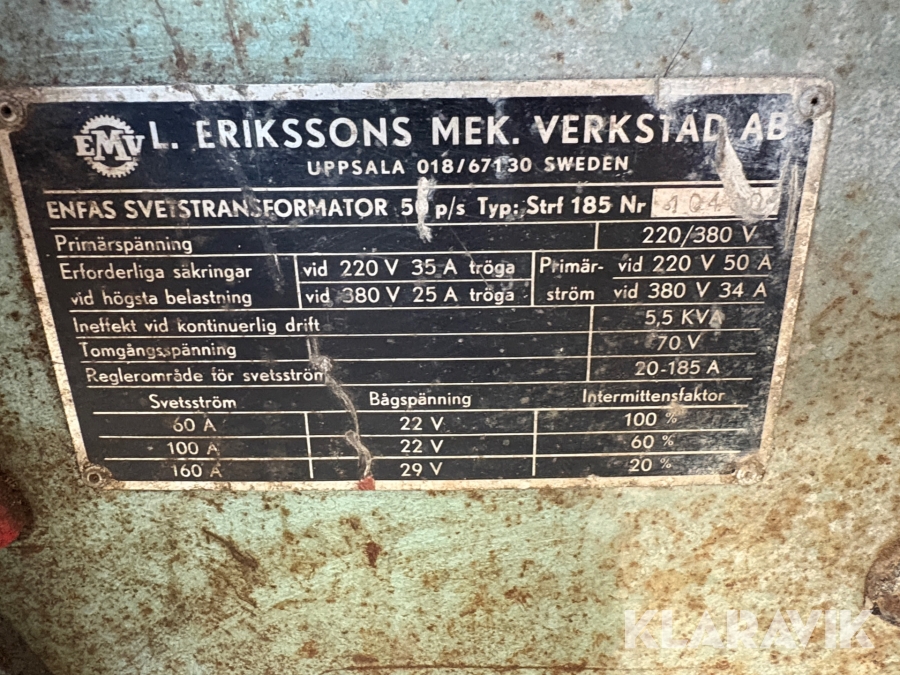 EMV L. ERIKSSONS MEK. VERKSTAD AB
UPPSALA 018/67130 SWEDEN
ENFAS SVETSTRANSFORMATOR 50 p/s Typ: Strf 185 Nr
Primärspänning 220/380 V
Erforderliga säkringar vid 220 V 35 A tröga Primär- vid 220 V 50 A
vid högsta belastning vid 380 V 25 A tröga ström vid 380 V 34 A
Ineffekt vid kontinuerlig drift 5,5 KVA
Tomgångsspänning 70 V
Reglerområde för svetsström 20-185 A
Svetsström Bågspänning Intermittensfaktor
60 A 22 V 100 %
100 A 22 V 60 %
160 A 29 V 20 %
KLARAVIK